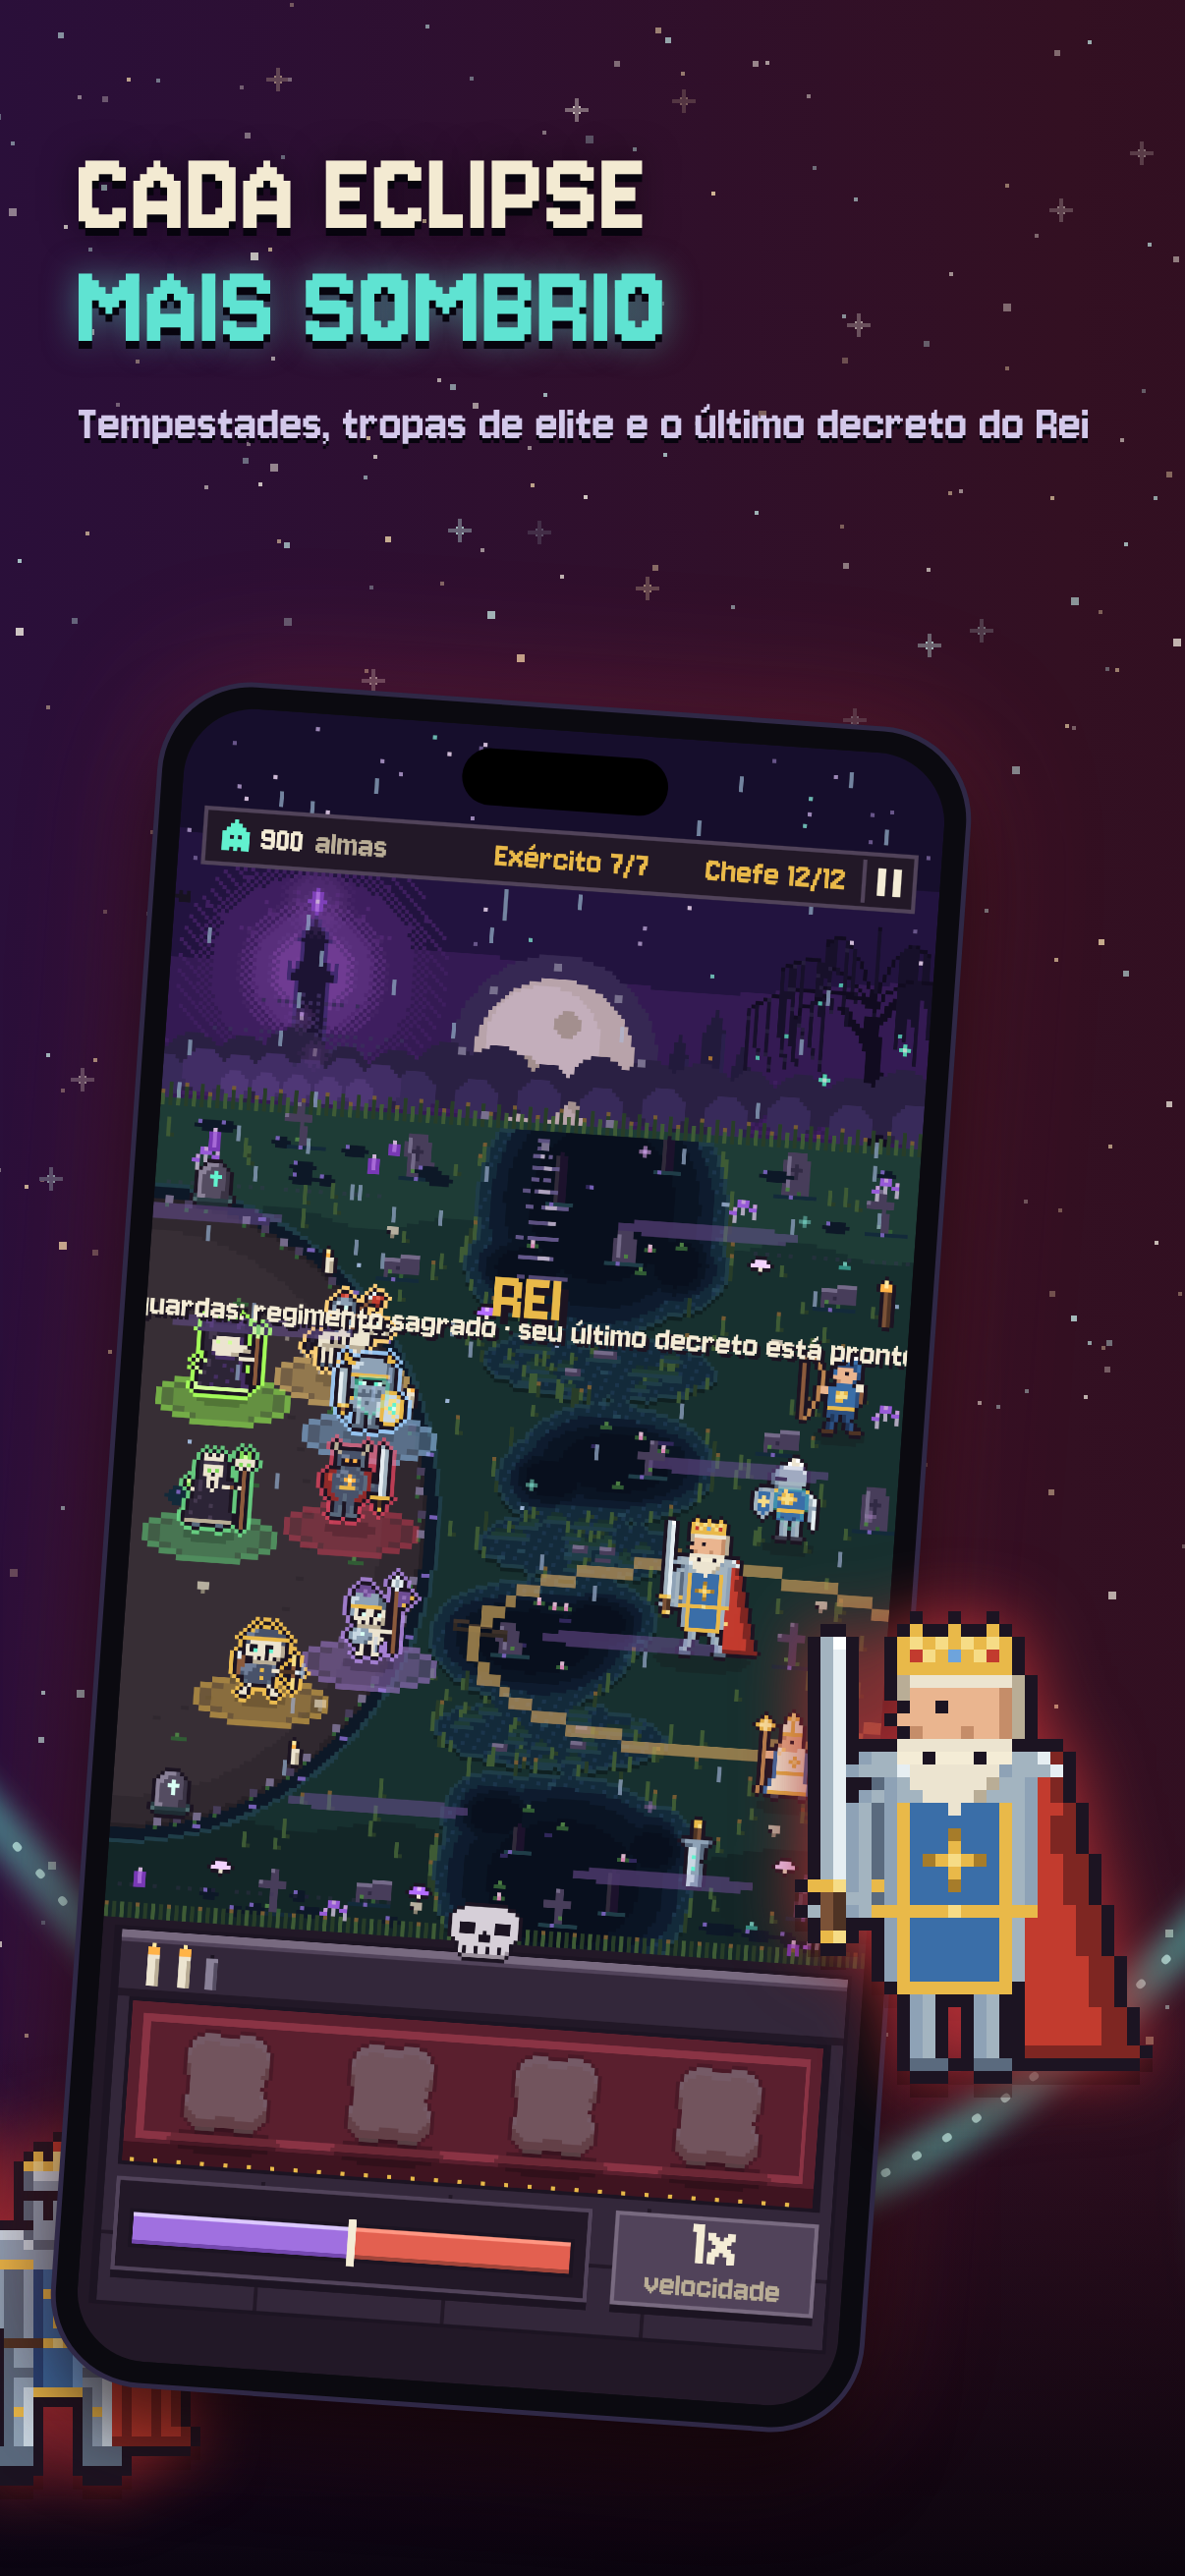 CADA ECLIPSE
MAIS SOMBRIO
Tempestades, tropas de elite e o último decreto do Rei
900 almas
Exército 7/7
Chefe 12/12
REI
regimento sagrado · seu último decreto está
1x
velocidade